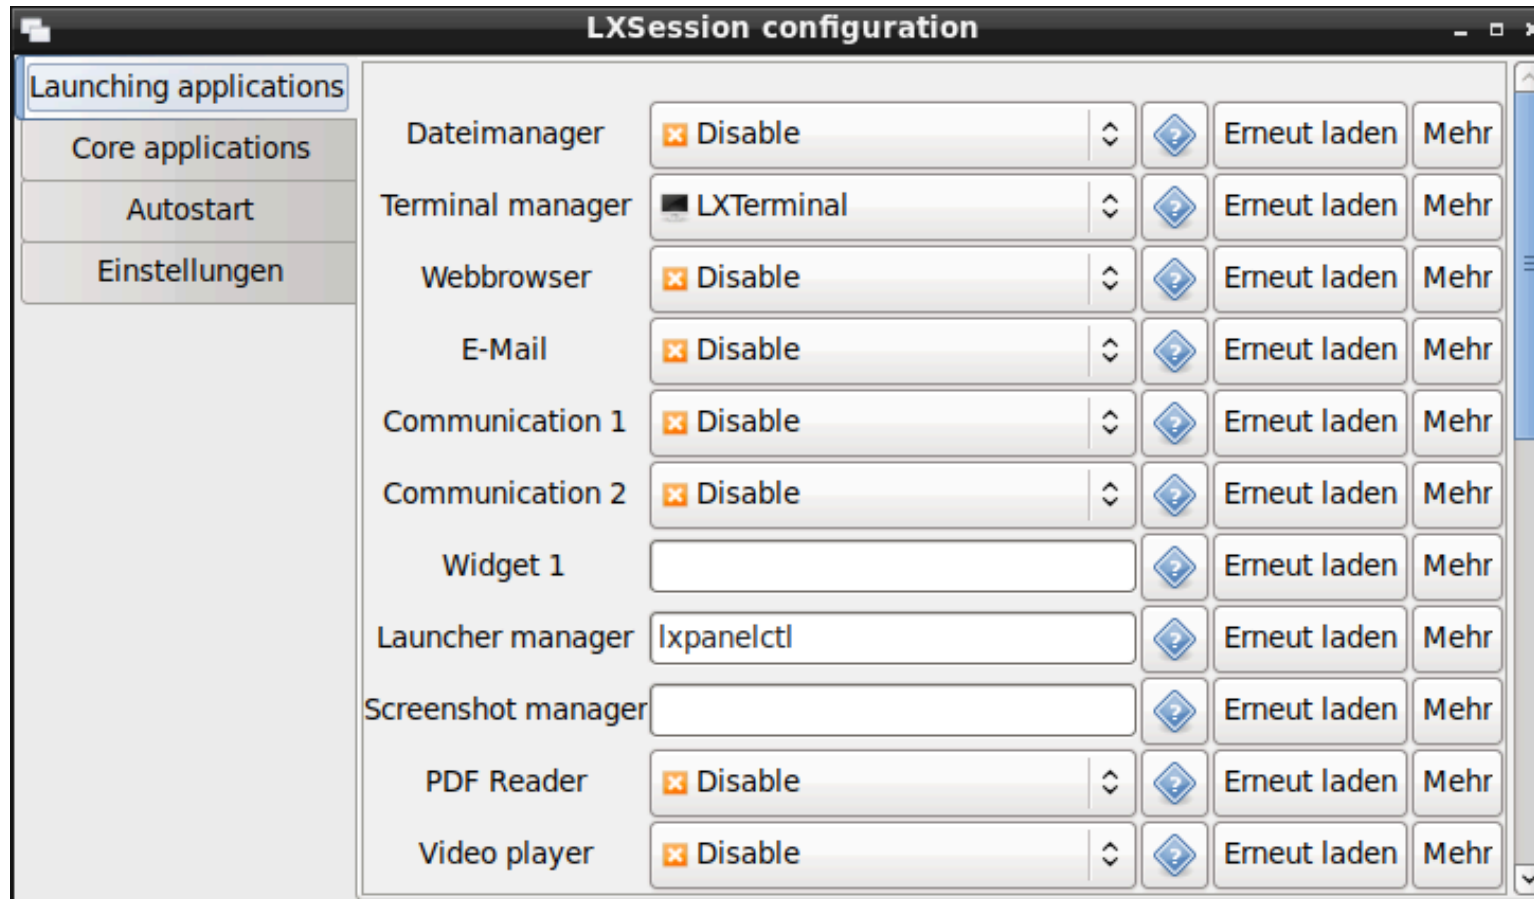 LXSession configuration
Launching applications
Core applications
Autostart
Einstellungen
Dateimanager Disable Erneut laden Mehr
Terminal manager LXTerminal Erneut laden Mehr
Webbrowser Disable Erneut laden Mehr
E-Mail Disable Erneut laden Mehr
Communication 1 Disable Erneut laden Mehr
Communication 2 Disable Erneut laden Mehr
Widget 1 Erneut laden Mehr
Launcher manager lxpanelctl Erneut laden Mehr
Screenshot manager Erneut laden Mehr
PDF Reader Disable Erneut laden Mehr
Video player Disable Erneut laden Mehr